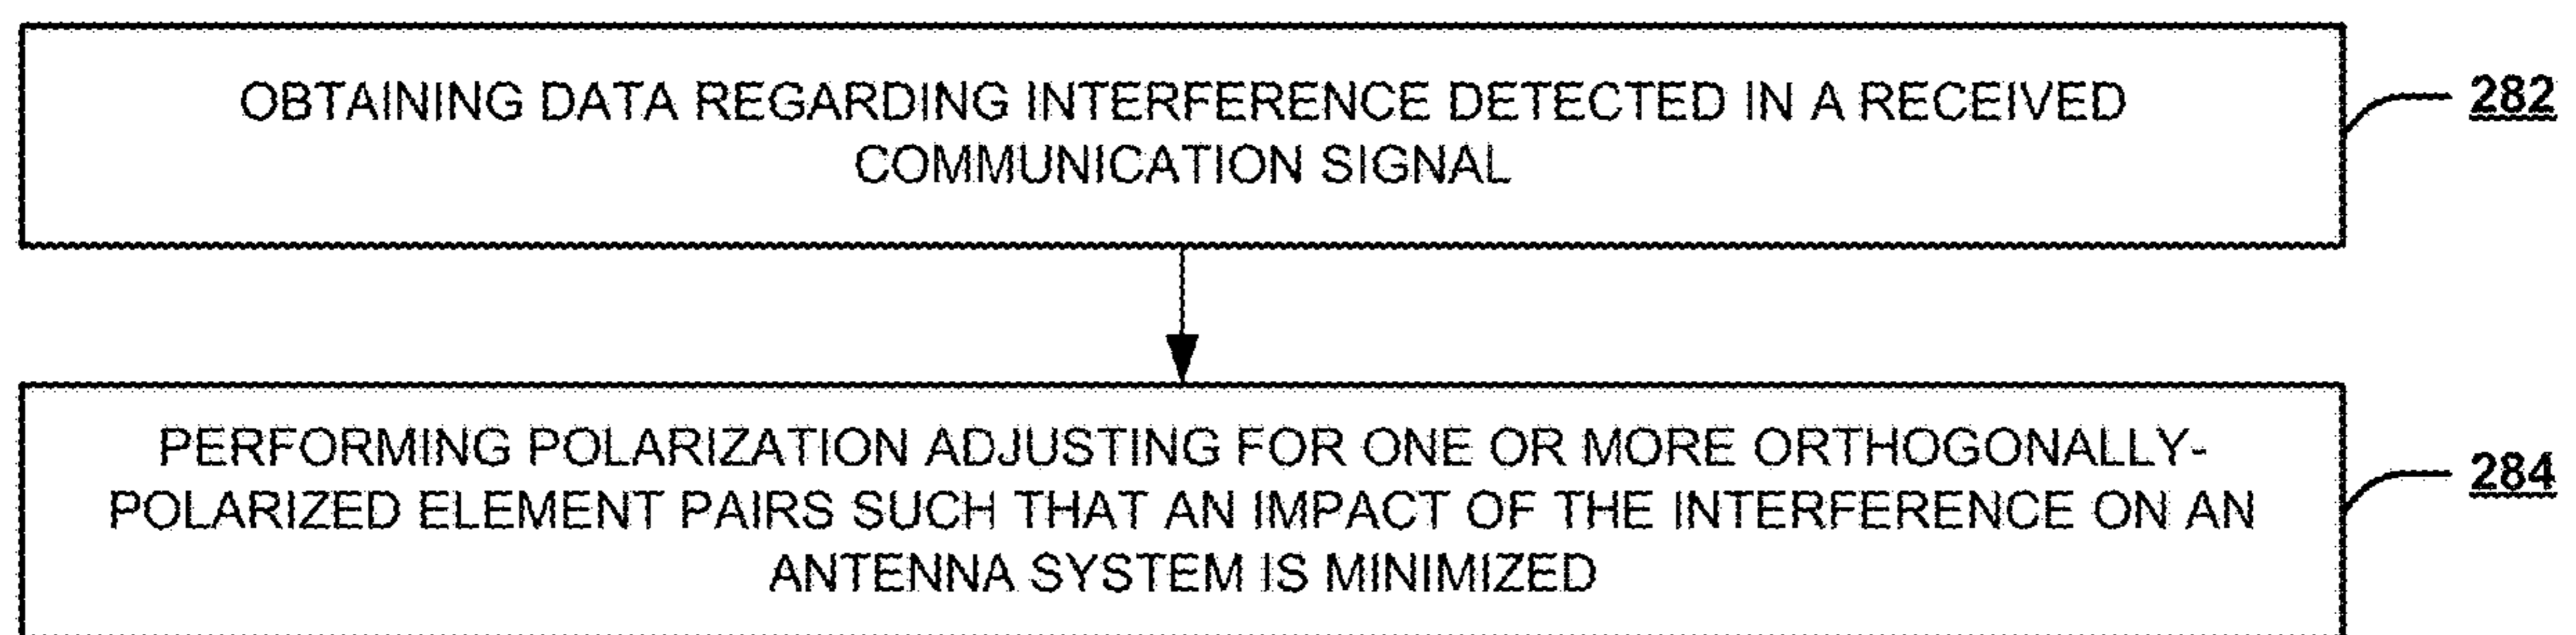 OBTAINING DATA REGARDING INTERFERENCE DETECTED IN A RECEIVED
COMMUNICATION SIGNAL
282
PERFORMING POLARIZATION ADJUSTING FOR ONE OR MORE ORTHOGONALLY-
POLARIZED ELEMENT PAIRS SUCH THAT AN IMPACT OF THE INTERFERENCE ON AN
ANTENNA SYSTEM IS MINIMIZED
284